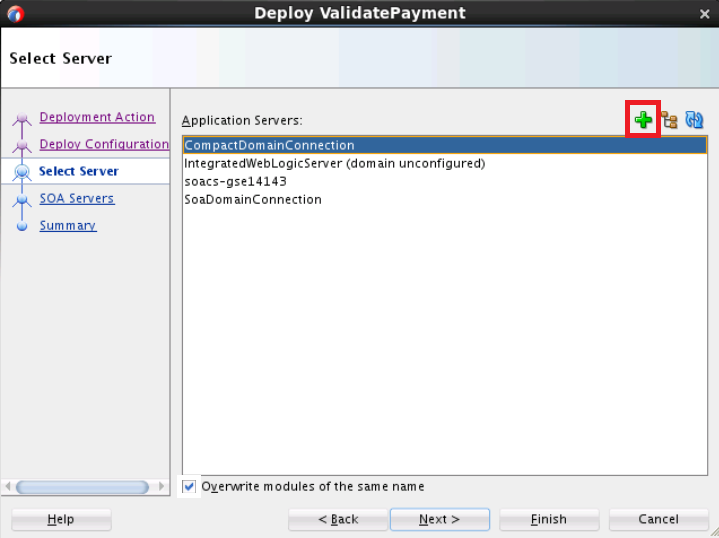 Deploy ValidatePayment
Select Server
Deployment Action
Deploy Configuration
Select Server
SOA Servers
Summary
Application Servers:
CompactDomainConnection
IntegratedWebLogicServer (domain unconfigured)
soacs-gse14143
SoaDomainConnection
Overwrite modules of the same name
Help
< Back
Next >
Finish
Cancel